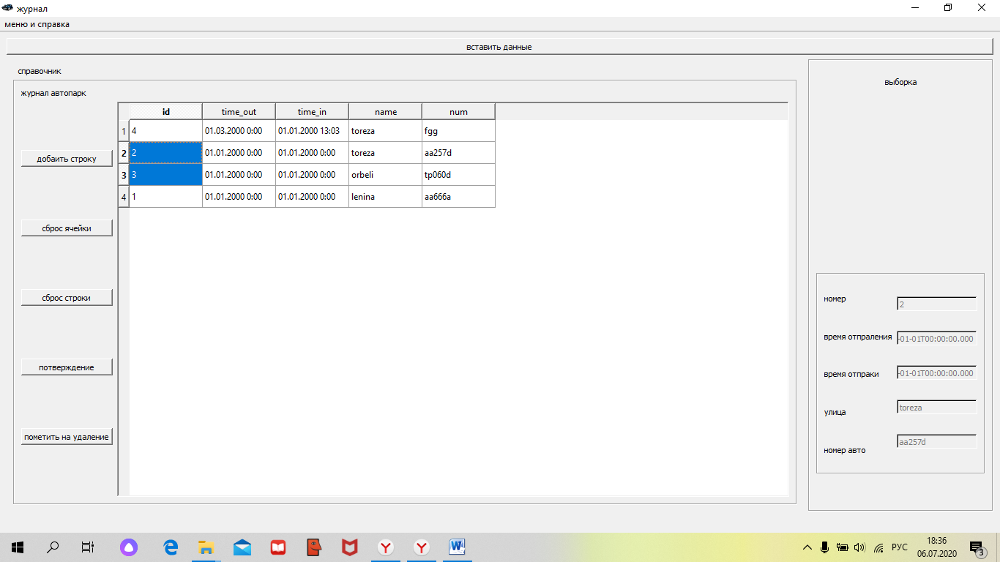 журнал
меню и справка
вставить данные
справочник
журнал автопарк
id time_out time_in name num
1 4 01.03.2000 0:00 01.01.2000 13:03 toreza fgg
2 2 01.01.2000 0:00 01.01.2000 0:00 toreza aa257d
3 3 01.01.2000 0:00 01.01.2000 0:00 orbeli tp060d
4 1 01.01.2000 0:00 01.01.2000 0:00 lenina aa666a
добаить строку
сброс ячейки
сброс строки
потверждение
пометить на удаление
выборка
номер 2
время отпраления -01-01T00:00:00.000
время отпраки -01-01T00:00:00.000
улица toreza
номер авто aa257d
РУС
18:36
06.07.2020
3